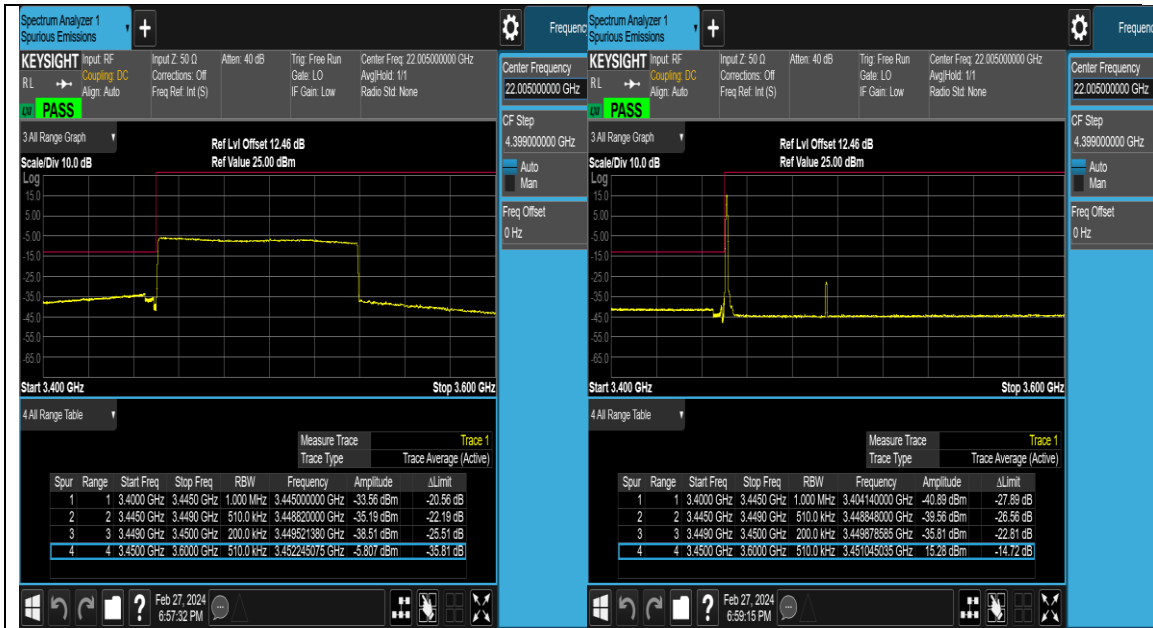 Spectrum Analyzer 1
Spurious Emissions
+
Frequenc
KEYSIGHT Input: RF Input Z: 50 Ω Atten: 40 dB Trig: Free Run Center Freq: 22.005000000 GHz
RL Coupling: DC Corrections: Off Gate: LO Avg|Hold: 1/1
Align: Auto Freq Ref: Int (S) IF Gain: Low Radio Std: None
PASS
Center Frequency
22.005000000 GHz
CF Step
4.399000000 GHz
Auto
Man
Freq Offset
0 Hz
3 All Range Graph
Ref Lvl Offset 12.46 dB
Scale/Div 10.0 dB Ref Value 25.00 dBm
Log
15.0
5.00
-5.00
-15.0
-25.0
-35.0
-45.0
-55.0
-65.0
Start 3.400 GHz Stop 3.600 GHz
4 All Range Table
Measure Trace Trace 1
Trace Type Trace Average (Active)
Spur Range Start Freq Stop Freq RBW Frequency Amplitude ΔLimit
1 1 3.4000 GHz 3.4450 GHz 1.000 MHz 3.445000000 GHz -33.56 dBm -20.56 dB
2 2 3.4450 GHz 3.4490 GHz 510.0 kHz 3.448820000 GHz -35.19 dBm -22.19 dB
3 3 3.4490 GHz 3.4500 GHz 200.0 kHz 3.449521380 GHz -38.51 dBm -25.51 dB
4 4 3.4500 GHz 3.6000 GHz 510.0 kHz 3.452245075 GHz -5.807 dBm -35.81 dB
? Feb 27, 2024
6:57:32 PM
Spectrum Analyzer 1
Spurious Emissions
+
Frequenc
KEYSIGHT Input: RF Input Z: 50 Ω Atten: 40 dB Trig: Free Run Center Freq: 22.005000000 GHz
RL Coupling: DC Corrections: Off Gate: LO Avg|Hold: 1/1
Align: Auto Freq Ref: Int (S) IF Gain: Low Radio Std: None
PASS
Center Frequency
22.005000000 GHz
CF Step
4.399000000 GHz
Auto
Man
Freq Offset
0 Hz
3 All Range Graph
Ref Lvl Offset 12.46 dB
Scale/Div 10.0 dB Ref Value 25.00 dBm
Log
15.0
5.00
-5.00
-15.0
-25.0
-35.0
-45.0
-55.0
-65.0
Start 3.400 GHz Stop 3.600 GHz
4 All Range Table
Measure Trace Trace 1
Trace Type Trace Average (Active)
Spur Range Start Freq Stop Freq RBW Frequency Amplitude ΔLimit
1 1 3.4000 GHz 3.4450 GHz 1.000 MHz 3.404140000 GHz -40.89 dBm -27.89 dB
2 2 3.4450 GHz 3.4490 GHz 510.0 kHz 3.448848000 GHz -39.56 dBm -26.56 dB
3 3 3.4490 GHz 3.4500 GHz 200.0 kHz 3.449878585 GHz -35.81 dBm -22.81 dB
4 4 3.4500 GHz 3.6000 GHz 510.0 kHz 3.451045035 GHz 15.28 dBm -14.72 dB
? Feb 27, 2024
6:59:15 PM